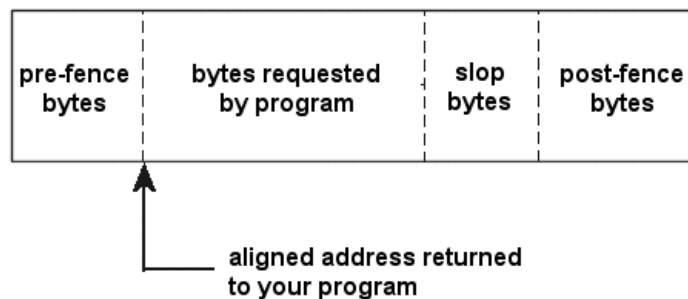 pre-fence
bytes
bytes requested
by program
slop
bytes
post-fence
bytes
aligned address returned
to your program